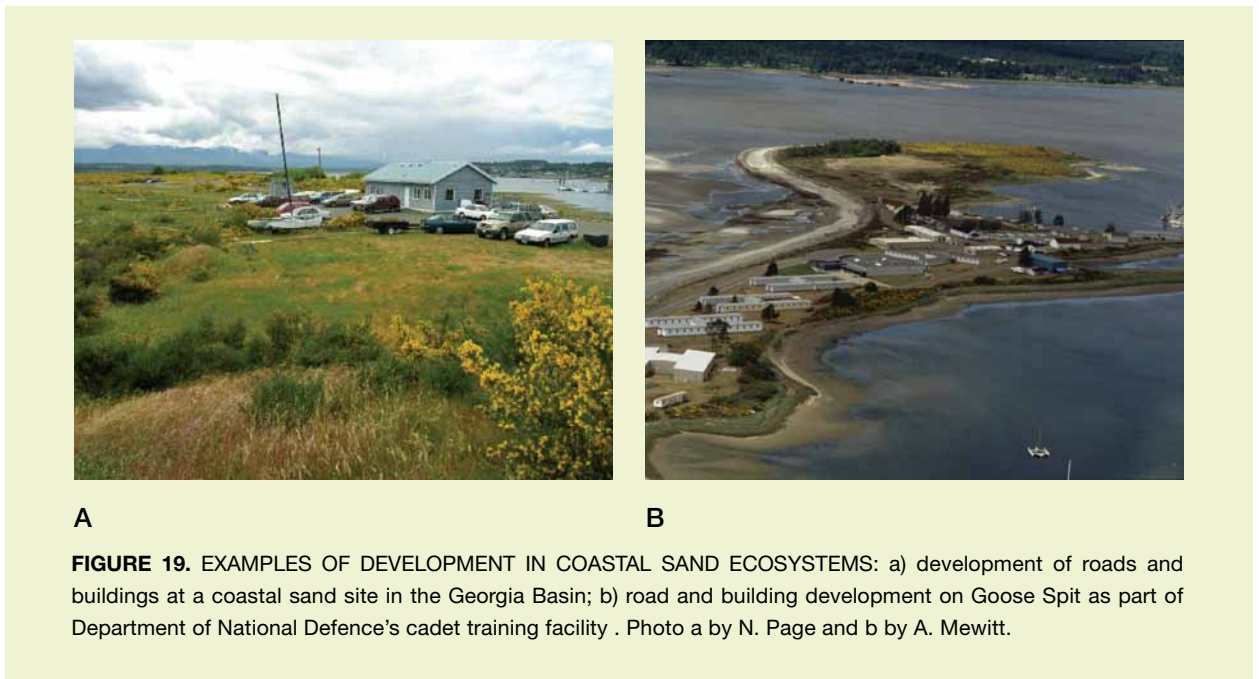 A
B
FIGURE 19. EXAMPLES OF DEVELOPMENT IN COASTAL SAND ECOSYSTEMS: a) development of roads and
buildings at a coastal sand site in the Georgia Basin; b) road and building development on Goose Spit as part of
Department of National Defence's cadet training facility . Photo a by N. Page and b by A. Mewitt.